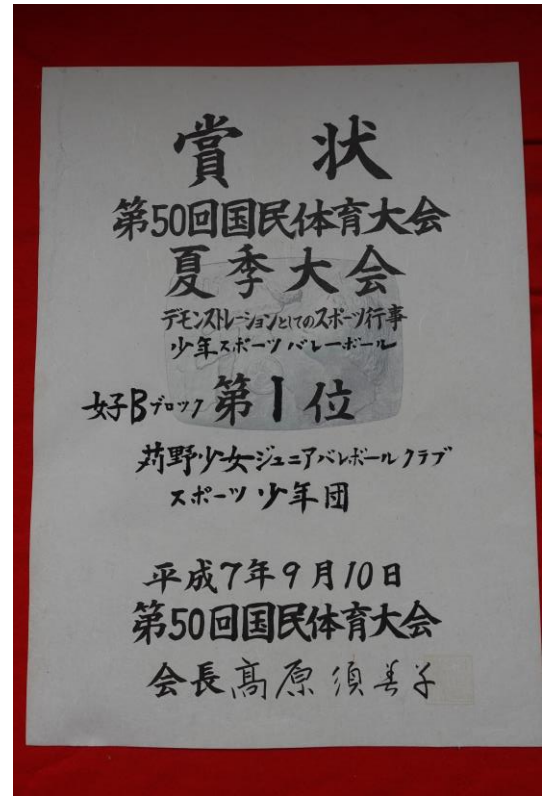 賞状
第50回国民体育大会
夏季大会
デモンストレーションとしてのスポーツ行事
少年スポーツバレーボール
女子Bブロック 第1位
苅野少女ジュニアバレボールクラブ
スポーツ少年団
平成7年9月10日
第50回国民体育大会
会長 髙原須美子